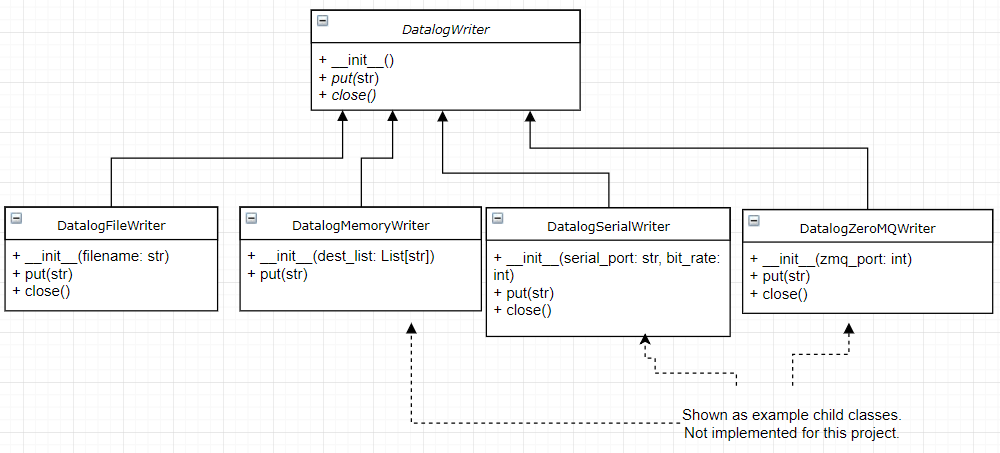 DatalogWriter
+ __init__()
+ put(str)
+ close()
DatalogFileWriter
+ __init__(filename: str)
+ put(str)
+ close()
DatalogMemoryWriter
+ __init__(dest_list: List[str])
+ put(str)
DatalogSerialWriter
+ __init__(serial_port: str, bit_rate:
int)
+ put(str)
+ close()
DatalogZeroMQWriter
+ __init__(zmq_port: int)
+ put(str)
+ close()
Shown as example child classes.
Not implemented for this project.